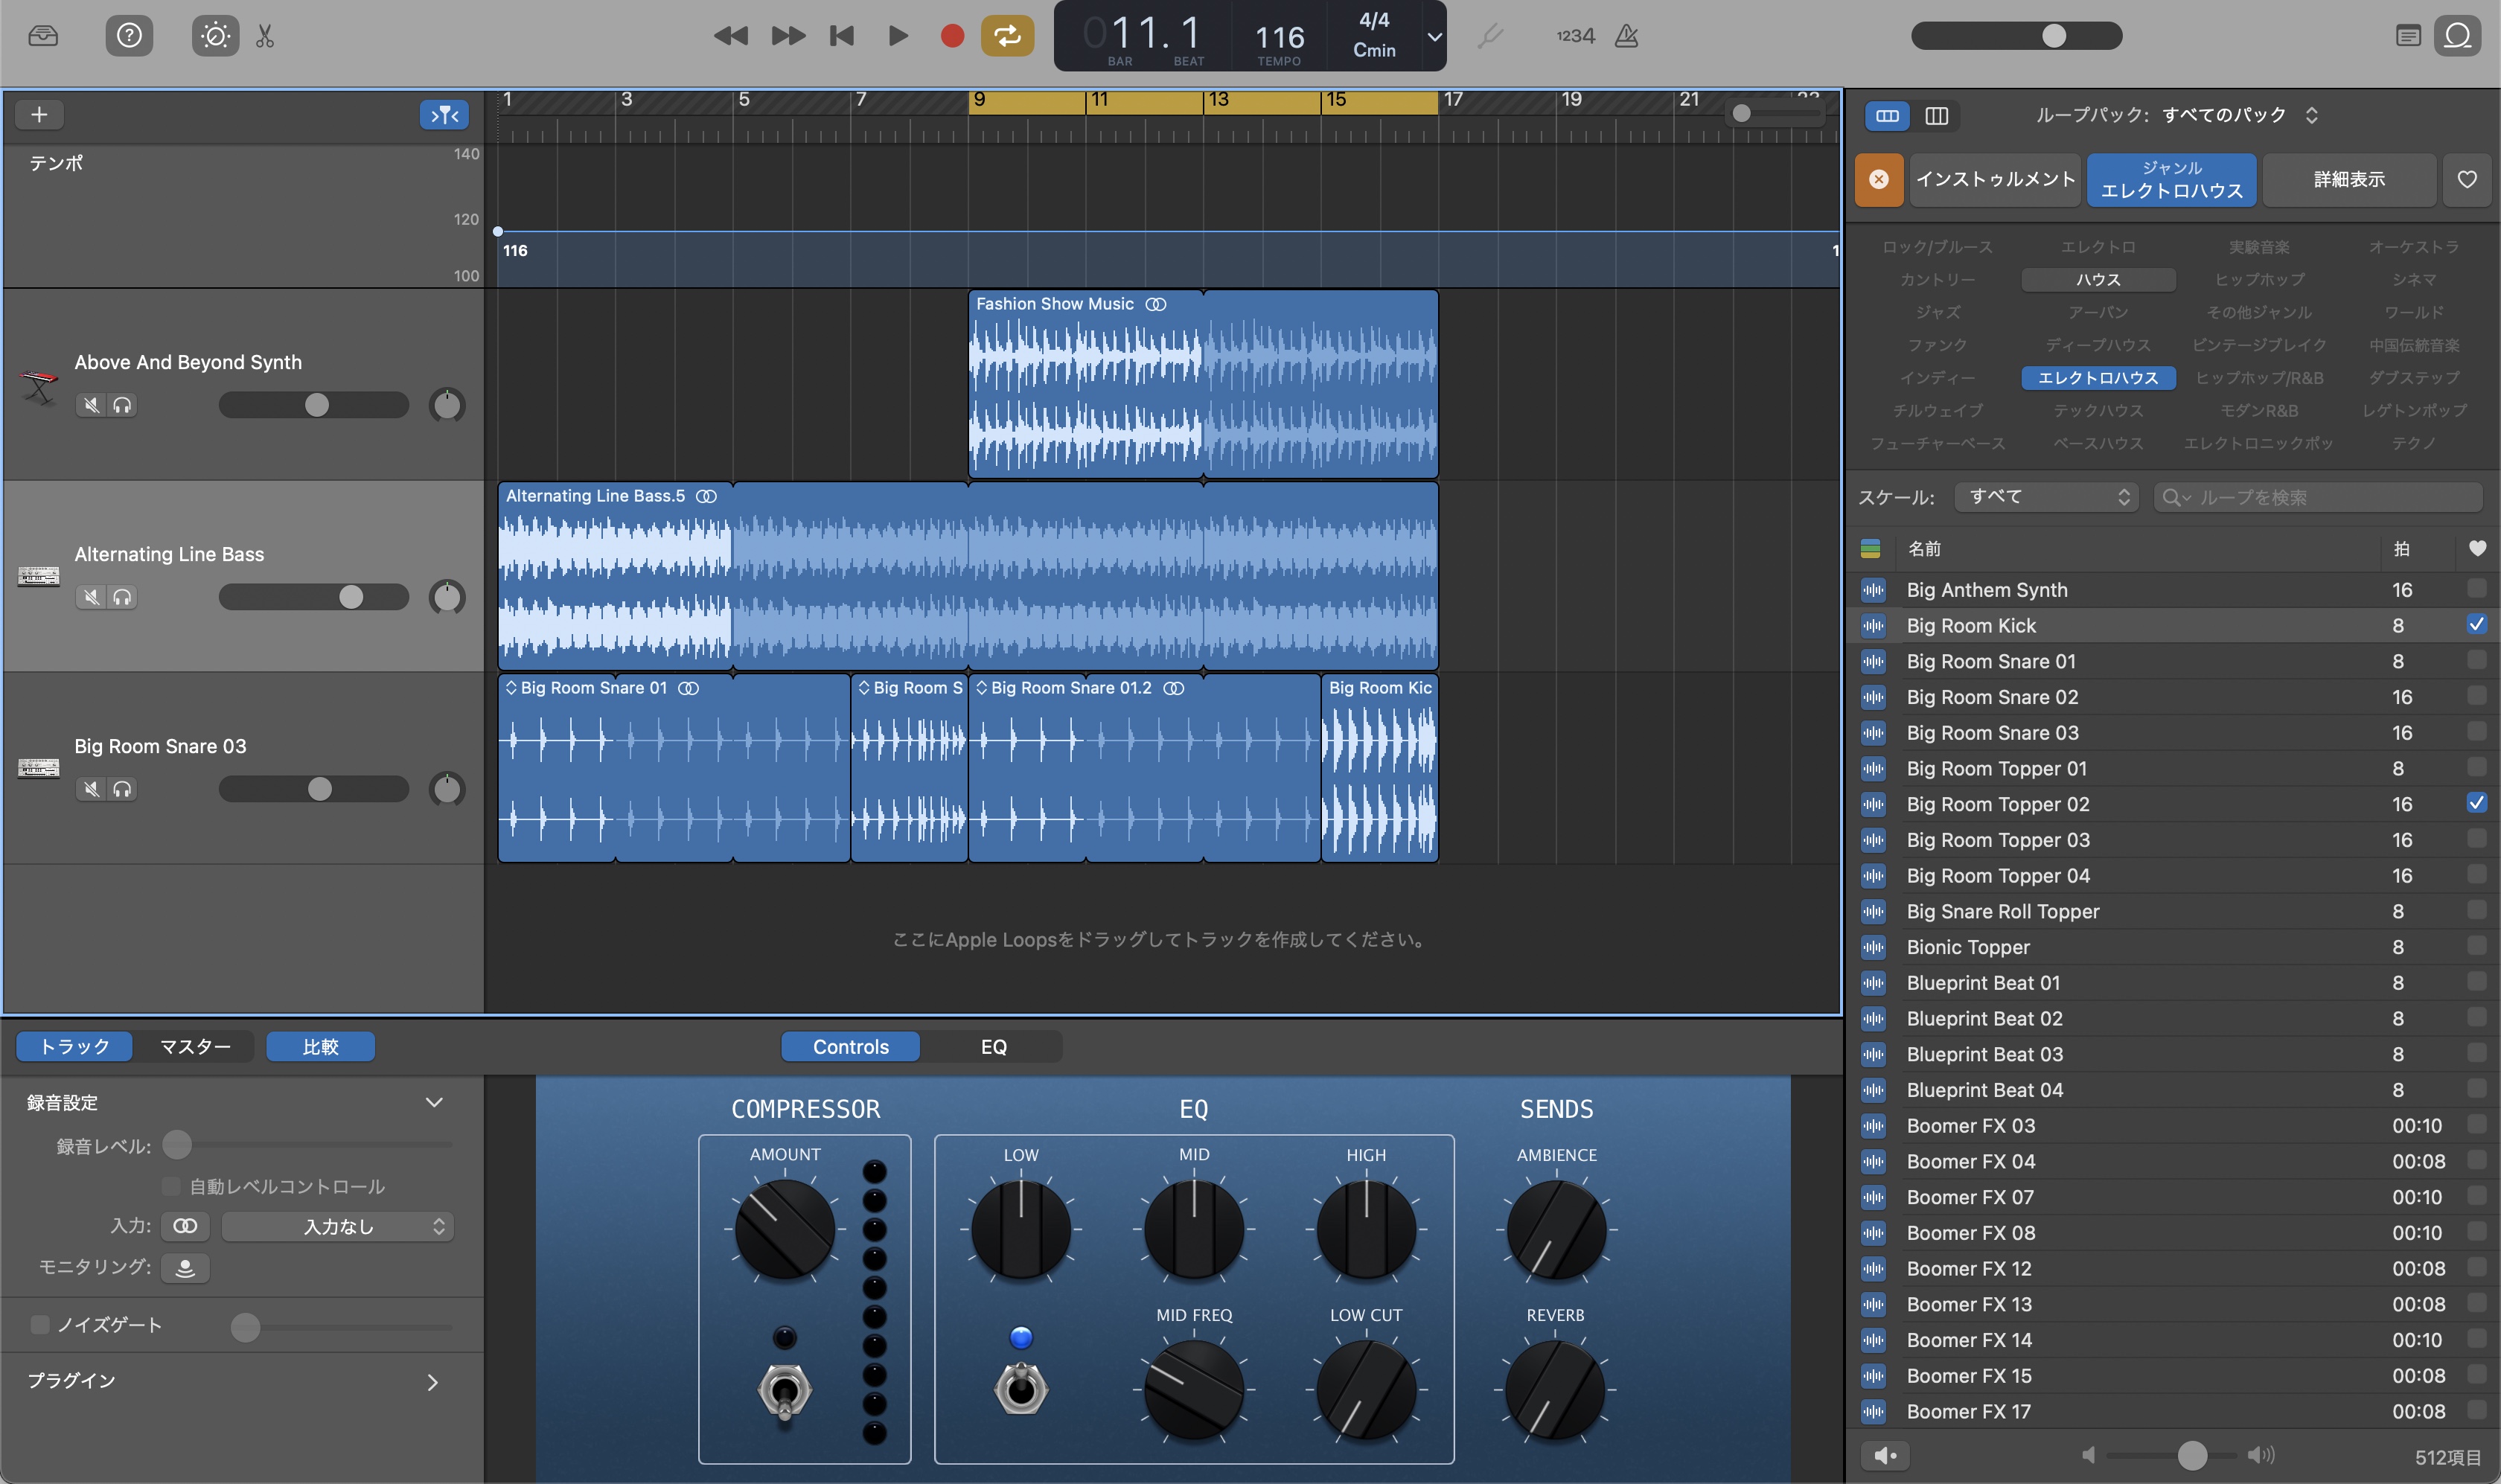 011. 1
BAR BEAT
116
TEMPO
4/4
Cmin
1234
1 3 5 7 9 11 13 15 17 19 21
テンポ
140
120
100
116
Above And Beyond Synth
Fashion Show Music
Alternating Line Bass
Alternating Line Bass.5
Big Room Snare 03
Big Room Snare 01
Big Room S
Big Room Snare 01.2
Big Room Kic
ここにApple Loopsをドラッグしてトラックを作成してください。
トラック マスター 比較
Controls EQ
録音設定
録音レベル:
自動レベルコントロール
入力: 入力なし
モニタリング:
ノイズゲート
プラグイン
COMPRESSOR EQ SENDS
AMOUNT LOW MID HIGH AMBIENCE
MID FREQ LOW CUT REVERB
ループパック: すべてのパック
インストゥルメント
ジャンル
エレクトロハウス
詳細表示
ロック/ブルース エレクトロ 実験音楽 オーケストラ
カントリー ハウス ヒップホップ シネマ
ジャズ アーバン その他ジャンル ワールド
ファンク ディープハウス ビンテージブレイク 中国伝統音楽
インディー エレクトロハウス ヒップホップ/R&B ダブステップ
チルウェイブ テックハウス モダンR&B レゲトンポップ
フューチャーベース ベースハウス エレクトロニックポッ テクノ
スケール: すべて ループを検索
名前 拍
Big Anthem Synth 16
Big Room Kick 8
Big Room Snare 01 8
Big Room Snare 02 16
Big Room Snare 03 16
Big Room Topper 01 8
Big Room Topper 02 16
Big Room Topper 03 16
Big Room Topper 04 16
Big Snare Roll Topper 8
Bionic Topper 8
Blueprint Beat 01 8
Blueprint Beat 02 8
Blueprint Beat 03 8
Blueprint Beat 04 8
Boomer FX 03 00:10
Boomer FX 04 00:08
Boomer FX 07 00:10
Boomer FX 08 00:10
Boomer FX 12 00:08
Boomer FX 13 00:08
Boomer FX 14 00:10
Boomer FX 15 00:08
Boomer FX 17 00:08
512項目